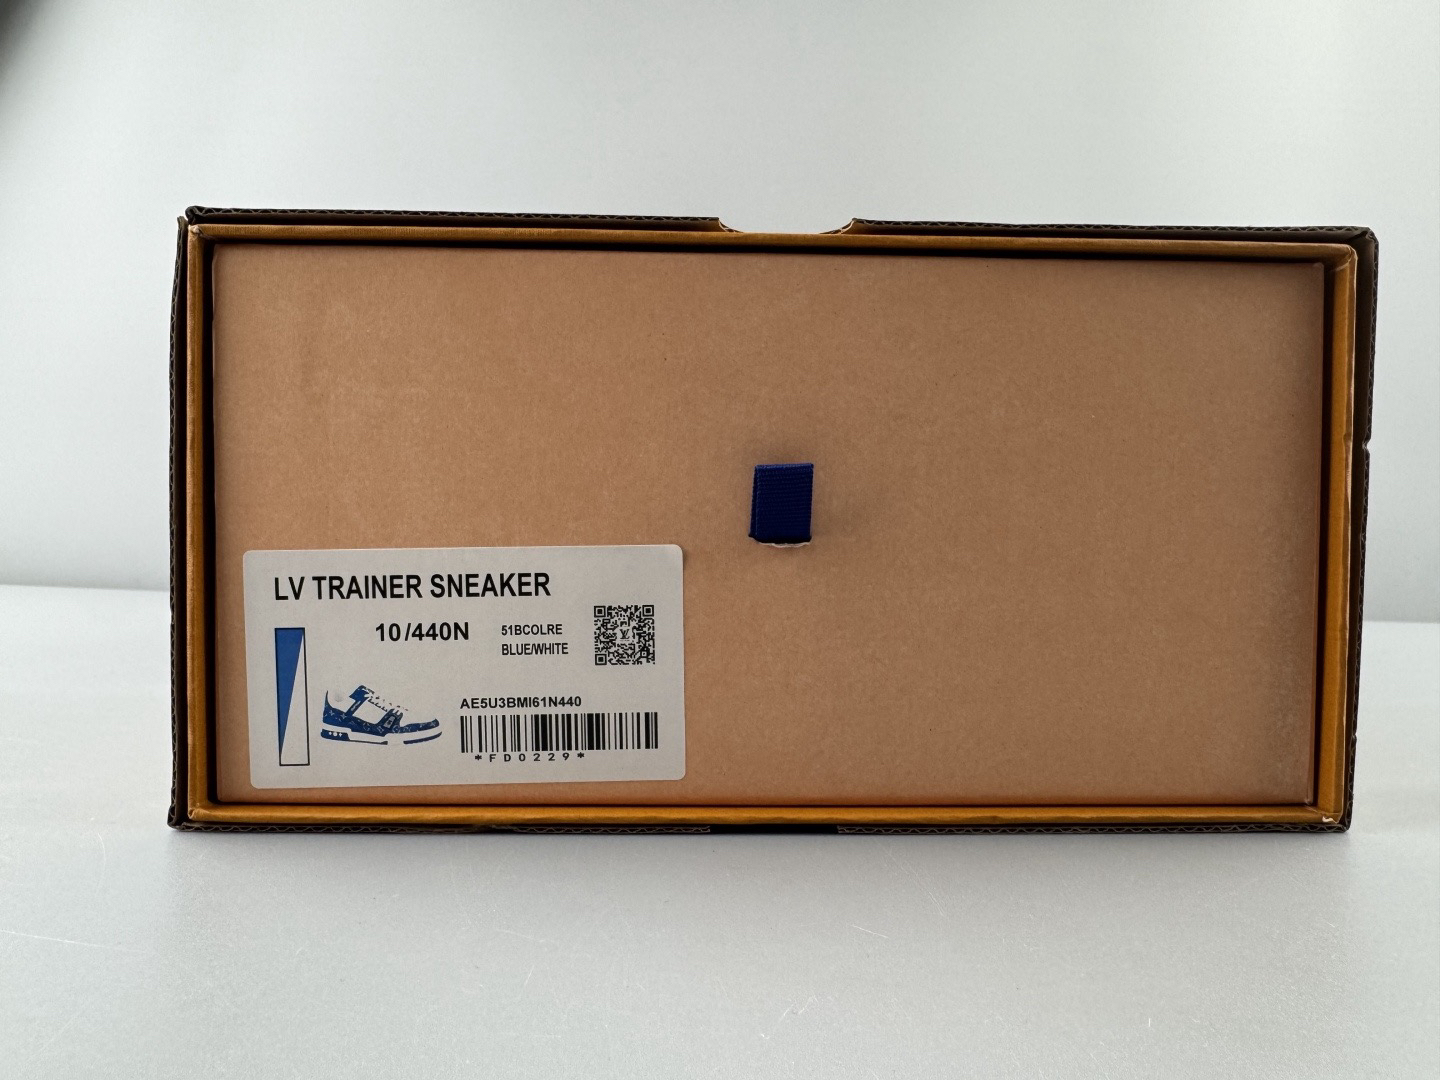 LV TRAINER SNEAKER
10/440N
51BCOLRE
BLUE/WHITE
AE5U3BMI61N440
*FD0229*